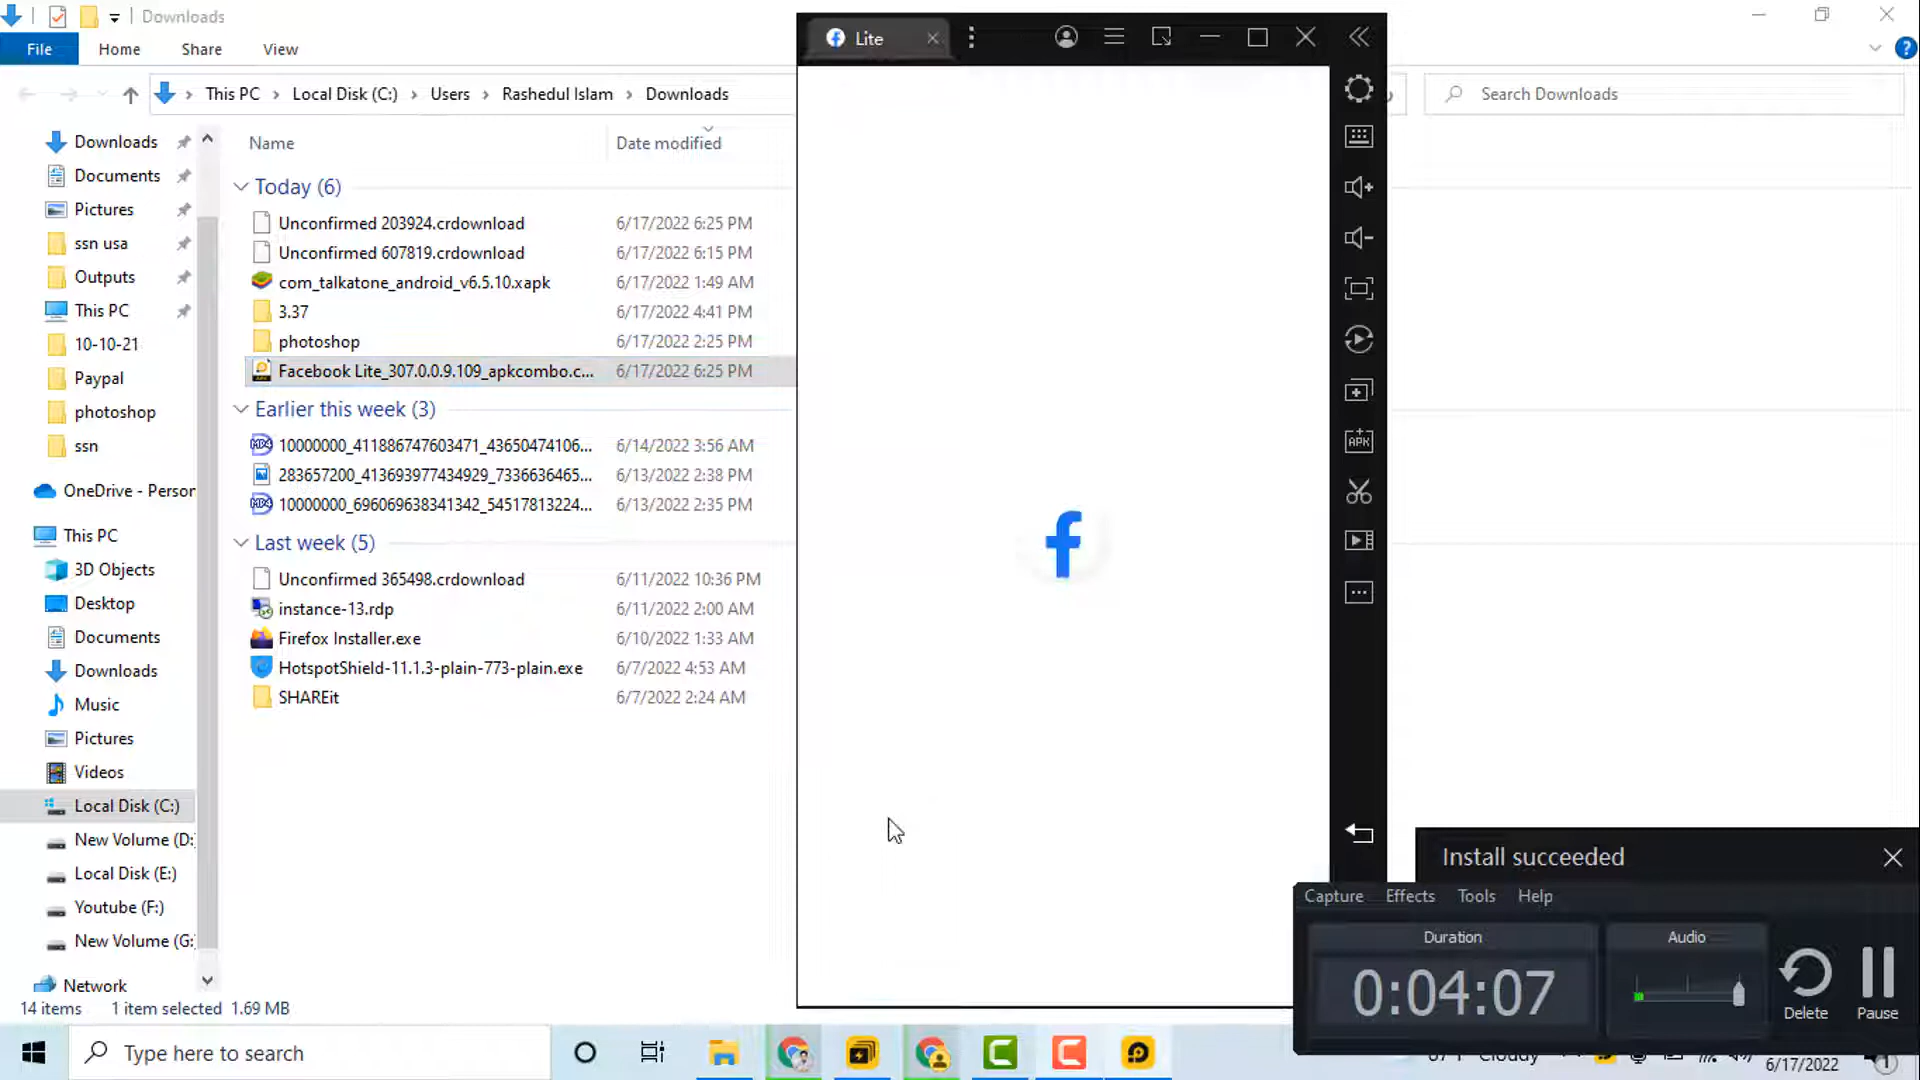 Downloads
File Home Share View
This PC Local Disk (C:) Users Rashedul Islam Downloads
Search Downloads
Lite
Downloads
Documents
Pictures
ssn usa
Outputs
This PC
10-10-21
Paypal
photoshop
ssn
OneDrive - Person
This PC
3D Objects
Desktop
Documents
Downloads
Music
Pictures
Videos
Local Disk (C:)
New Volume (D:
Local Disk (E:)
Youtube (F:)
New Volume (G:
Network
Name Date modified
Today (6)
Unconfirmed 203924.crdownload 6/17/2022 6:25 PM
Unconfirmed 607819.crdownload 6/17/2022 6:15 PM
com_talkatone_android_v6.5.10.xapk 6/17/2022 1:49 AM
3.37 6/17/2022 4:41 PM
photoshop 6/17/2022 2:25 PM
Facebook Lite_307.0.0.9.109_apkcombo.c... 6/17/2022 6:25 PM
Earlier this week (3)
10000000_411886747603471_43650474106... 6/14/2022 3:56 AM
283657200_413693977434929_7336636465... 6/13/2022 2:38 PM
10000000_696069638341342_54517813224... 6/13/2022 2:35 PM
Last week (5)
Unconfirmed 365498.crdownload 6/11/2022 10:36 PM
instance-13.rdp 6/11/2022 2:00 AM
Firefox Installer.exe 6/10/2022 1:33 AM
HotspotShield-11.1.3-plain-773-plain.exe 6/7/2022 4:53 AM
SHAREit 6/7/2022 2:24 AM
APK
Install succeeded
Capture Effects Tools Help
Duration Audio
0:04:07
Delete Pause
14 items 1 item selected 1.69 MB
Type here to search
6/17/2022
1